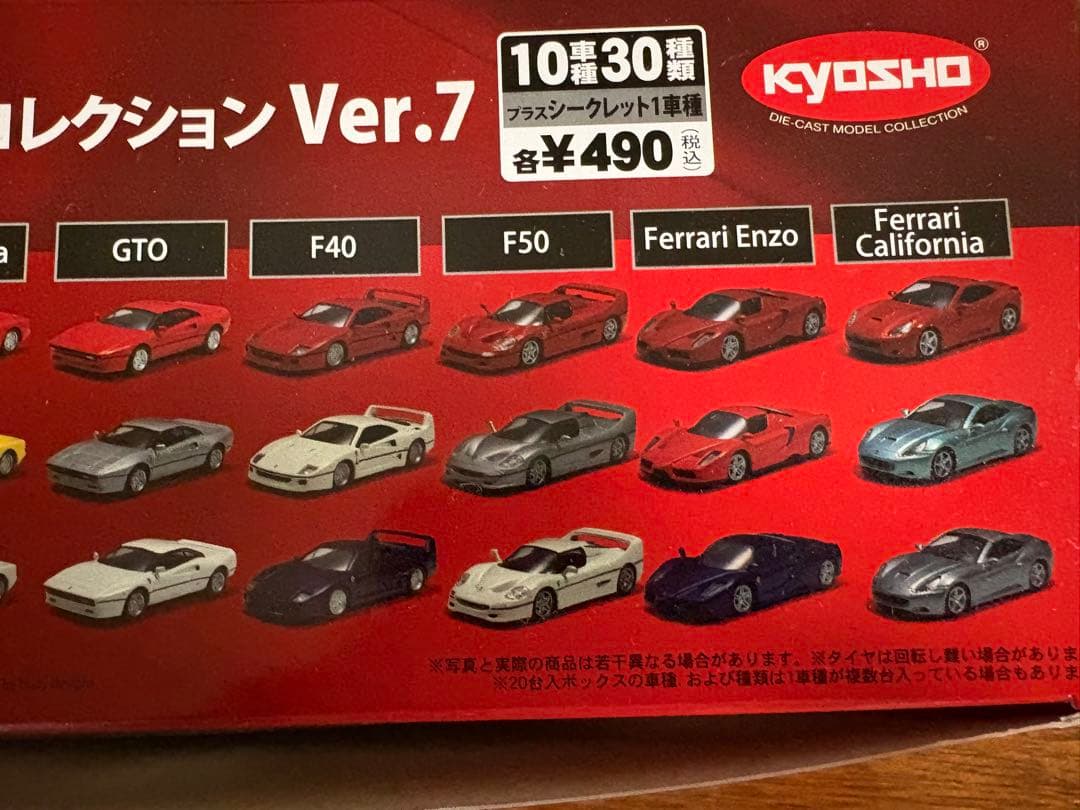 コレクション Ver.7
10車種30種類
プラスシークレット1車種
各¥490(税込)
KYOSHO®
DIE-CAST MODEL COLLECTION
a
GTO
F40
F50
Ferrari Enzo
Ferrari
California
※写真と実際の商品は若干異なる場合があります。※タイヤは回転し難い場合がありま
※20台入ボックスの車種、および種類は1車種が複数台入っている場合もありま